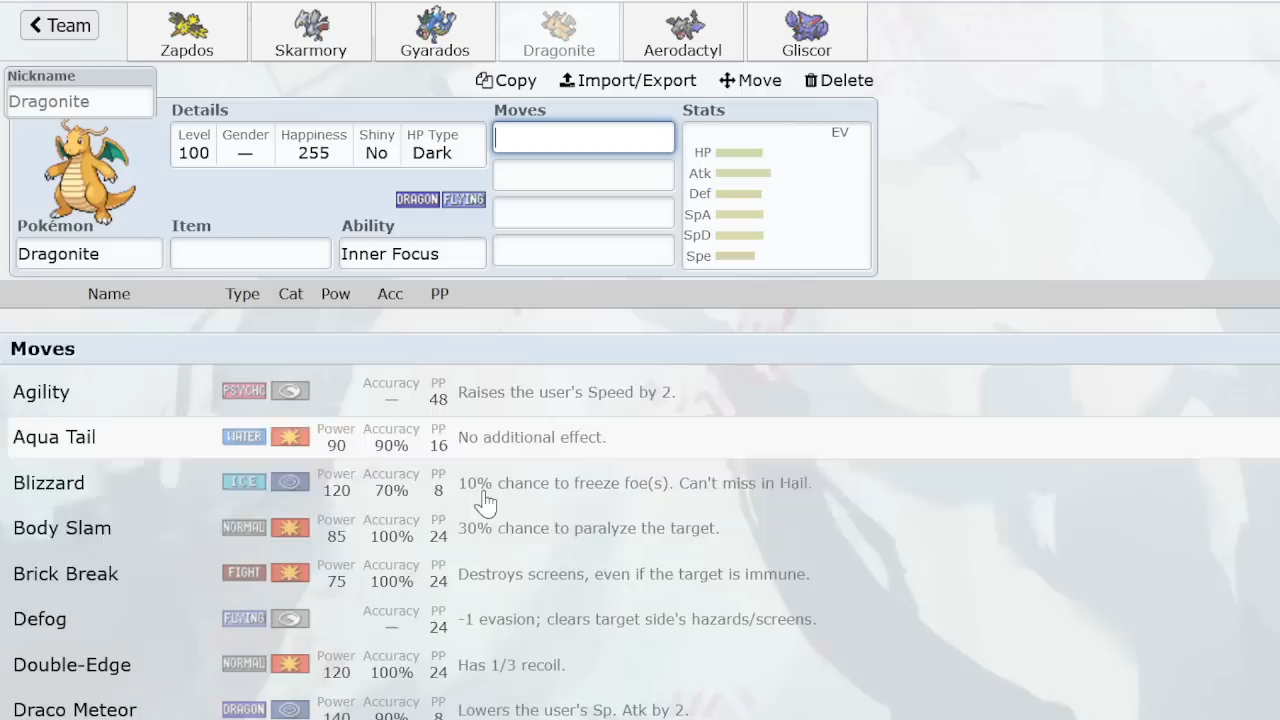 Team
Zapdos
Skarmory
Gyarados
Dragonite
Aerodactyl
Gliscor
Copy
Import/Export
Move
Delete
Nickname
Dragonite
Details
Moves
Stats
Level Gender Happiness Shiny HP Type
100 — 255 No Dark
EV
HP
Atk
Def
SpA
SpD
Spe
DRAGON FLYING
Pokémon Item Ability
Dragonite Inner Focus
Name Type Cat Pow Acc PP
Moves
Agility PSYCHC Accuracy — PP 48 Raises the user's Speed by 2.
Aqua Tail WATER Power 90 Accuracy 90% PP 16 No additional effect.
Blizzard ICE Power 120 Accuracy 70% PP 8 10% chance to freeze foe(s). Can't miss in Hail.
Body Slam NORMAL Power 85 Accuracy 100% PP 24 30% chance to paralyze the target.
Brick Break FIGHT Power 75 Accuracy 100% PP 24 Destroys screens, even if the target is immune.
Defog FLYING Accuracy — PP 24 -1 evasion; clears target side's hazards/screens.
Double-Edge NORMAL Power 120 Accuracy 100% PP 24 Has 1/3 recoil.
Draco Meteor DRAGON Power 140 Accuracy 90% PP 8 Lowers the user's Sp. Atk by 2.